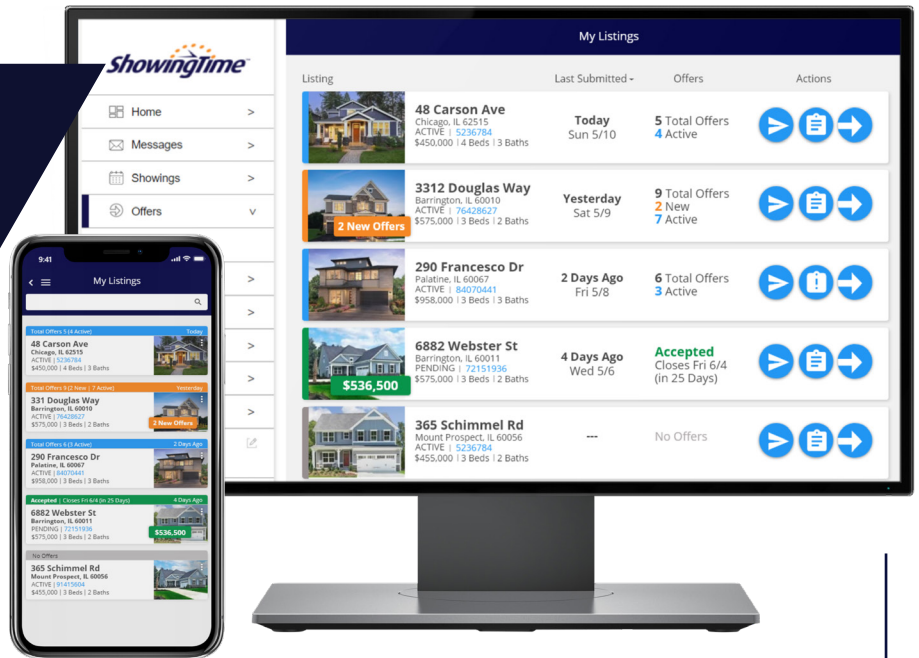 ShowingTime
Home >
Messages >
Showings >
Offers v
>
>
>
>
>
My Listings
Listing Last Submitted Offers Actions
48 Carson Ave
Chicago, IL 62515
ACTIVE | 5236784
$450,000 | 4 Beds | 3 Baths
Today
Sun 5/10
5 Total Offers
4 Active
3312 Douglas Way
Barrington, IL 60010
ACTIVE | 76428627
$575,000 | 3 Beds | 2 Baths
2 New Offers
Yesterday
Sat 5/9
9 Total Offers
2 New
7 Active
290 Francesco Dr
Palatine, IL 60067
ACTIVE | 84070441
$958,000 | 3 Beds | 3 Baths
2 Days Ago
Fri 5/8
6 Total Offers
3 Active
6882 Webster St
Barrington, IL 60011
PENDING | 72151936
$575,000 | 3 Beds | 2 Baths
$536,500
4 Days Ago
Wed 5/6
Accepted
Closes Fri 6/4
(in 25 Days)
365 Schimmel Rd
Mount Prospect, IL 60056
ACTIVE | 5236784
$455,000 | 3 Beds | 2 Baths
---
No Offers
9:41
My Listings
Total Offers 5 (4 Active) Today
48 Carson Ave
Chicago, IL 62515
ACTIVE | 5236784
$450,000 | 4 Beds | 3 Baths
Total Offers 9 (2 New | 7 Active) Yesterday
331 Douglas Way
Barrington, IL 60010
ACTIVE | 76428627
$575,000 | 3 Beds | 2 Baths
2 New Offers
Total Offers 6 (3 Active) 2 Days Ago
290 Francesco Dr
Palatine, IL 60067
ACTIVE | 84070441
$958,000 | 3 Beds | 3 Baths
Accepted | Closes Fri 6/4 (in 25 Days) 4 Days Ago
6882 Webster St
Barrington, IL 60011
PENDING | 72151936
$575,000 | 3 Beds | 2 Baths
$536,500
No Offers
365 Schimmel Rd
Mount Prospect, IL 60056
ACTIVE | 91415604
$455,000 | 3 Beds | 2 Baths